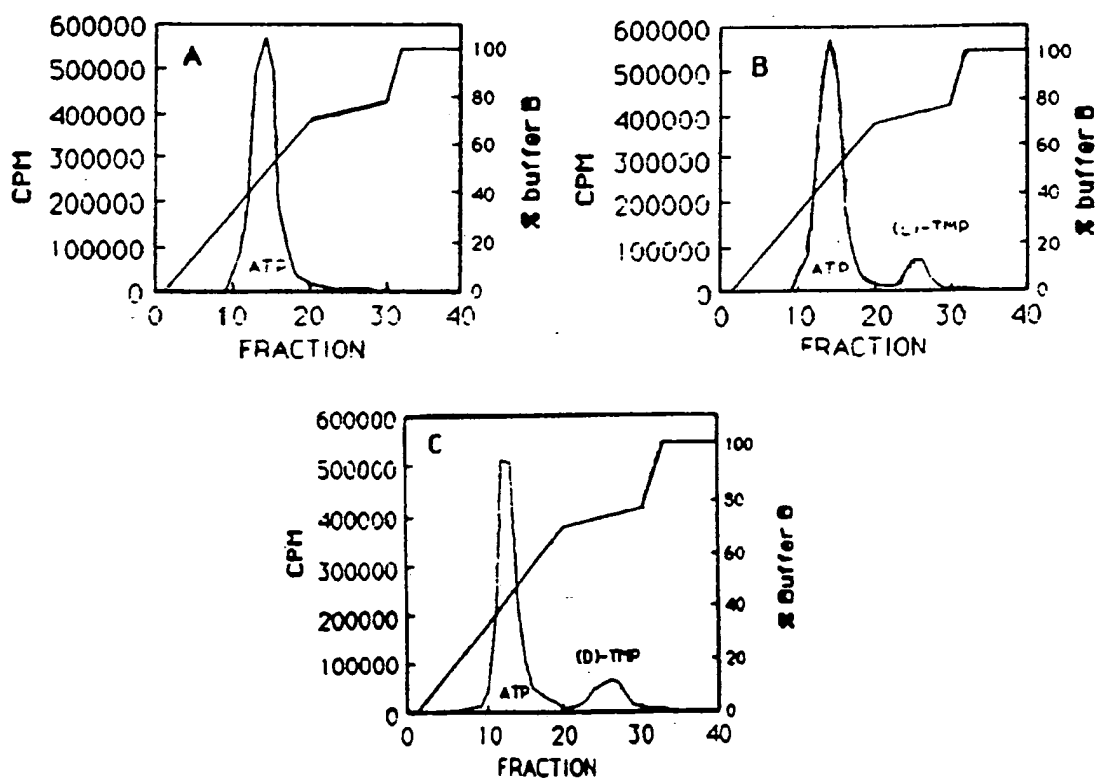 A
600000
500000
400000
300000
200000
100000
0
0 10 20 30 40
FRACTION
CPM
100
80
60
40
20
0
% buffer B
ATP
B
600000
500000
400000
300000
200000
100000
0
0 10 20 30 40
FRACTION
CPM
100
80
60
40
20
0
% buffer B
ATP
(L)-TMP
C
600000
500000
400000
300000
200000
100000
0
0 10 20 30 40
FRACTION
CPM
100
80
60
40
20
0
% Buffer B
ATP
(D)-TMP